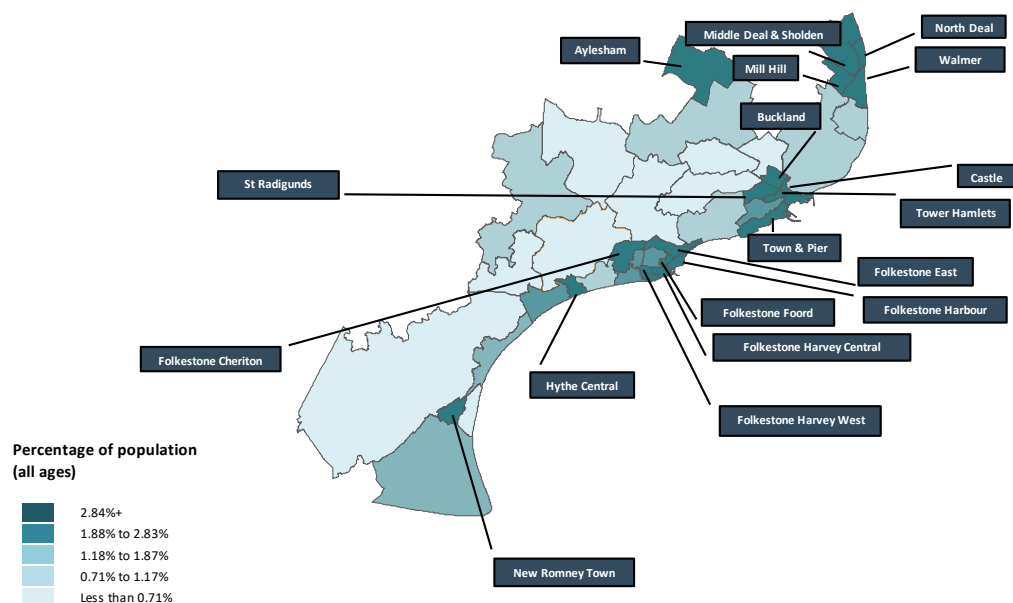 North Deal
Middle Deal & Sholden
Aylesham
Walmer
Mill Hill
Buckland
St Radigunds
Castle
Tower Hamlets
Town & Pier
Folkestone East
Folkestone Harbour
Folkestone Foord
Folkestone Cheriton
Folkestone Harvey Central
Hythe Central
Folkestone Harvey West
Percentage of population
(all ages)
2.84%+
1.88% to 2.83%
1.18% to 1.87%
0.71% to 1.17%
Less than 0.71%
New Romney Town